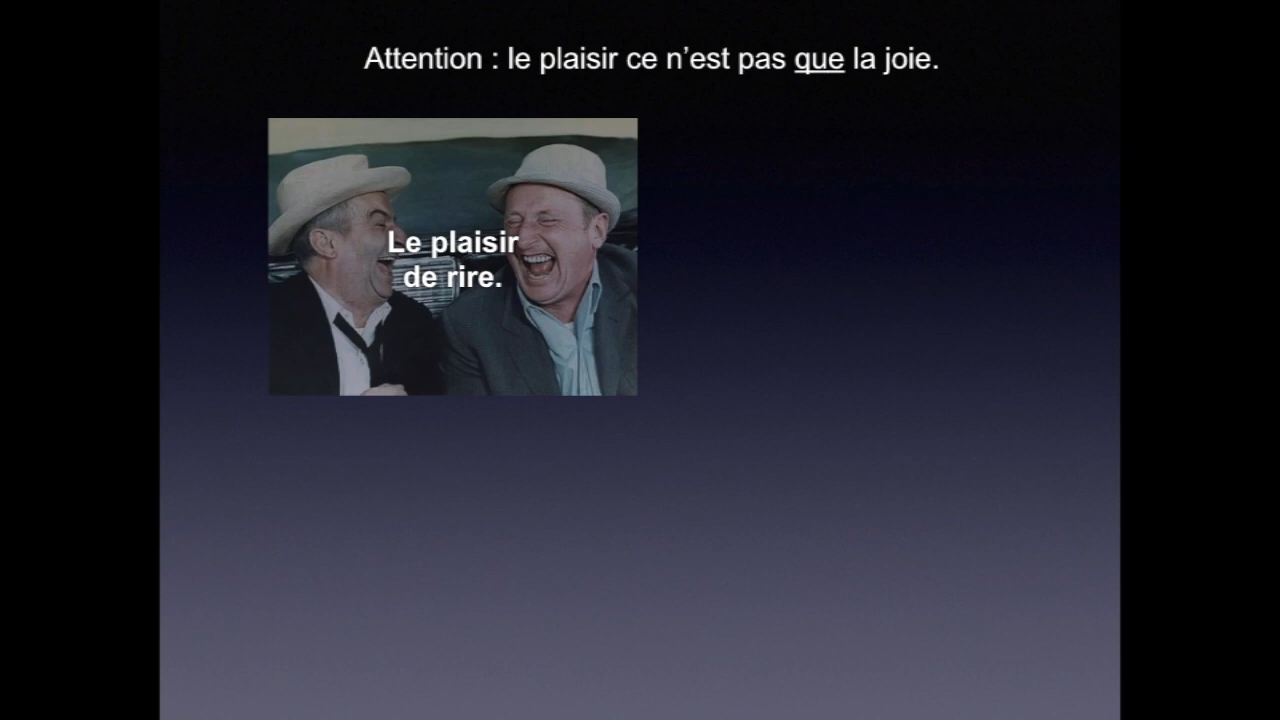 Attention : le plaisir ce n’est pas que la joie.
Le plaisir
de rire.